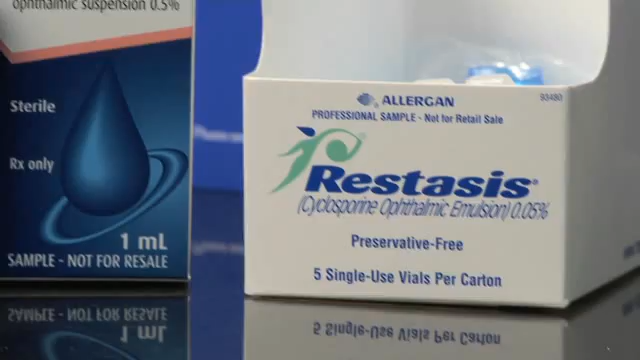 ophthalmic suspension 0.5%
Sterile
Rx only
1 mL
SAMPLE - NOT FOR RESALE
ALLERGAN
93480
PROFESSIONAL SAMPLE - Not for Retail Sale
Restasis®
(Cyclosporine Ophthalmic Emulsion) 0.05%
Preservative-Free
5 Single-Use Vials Per Carton